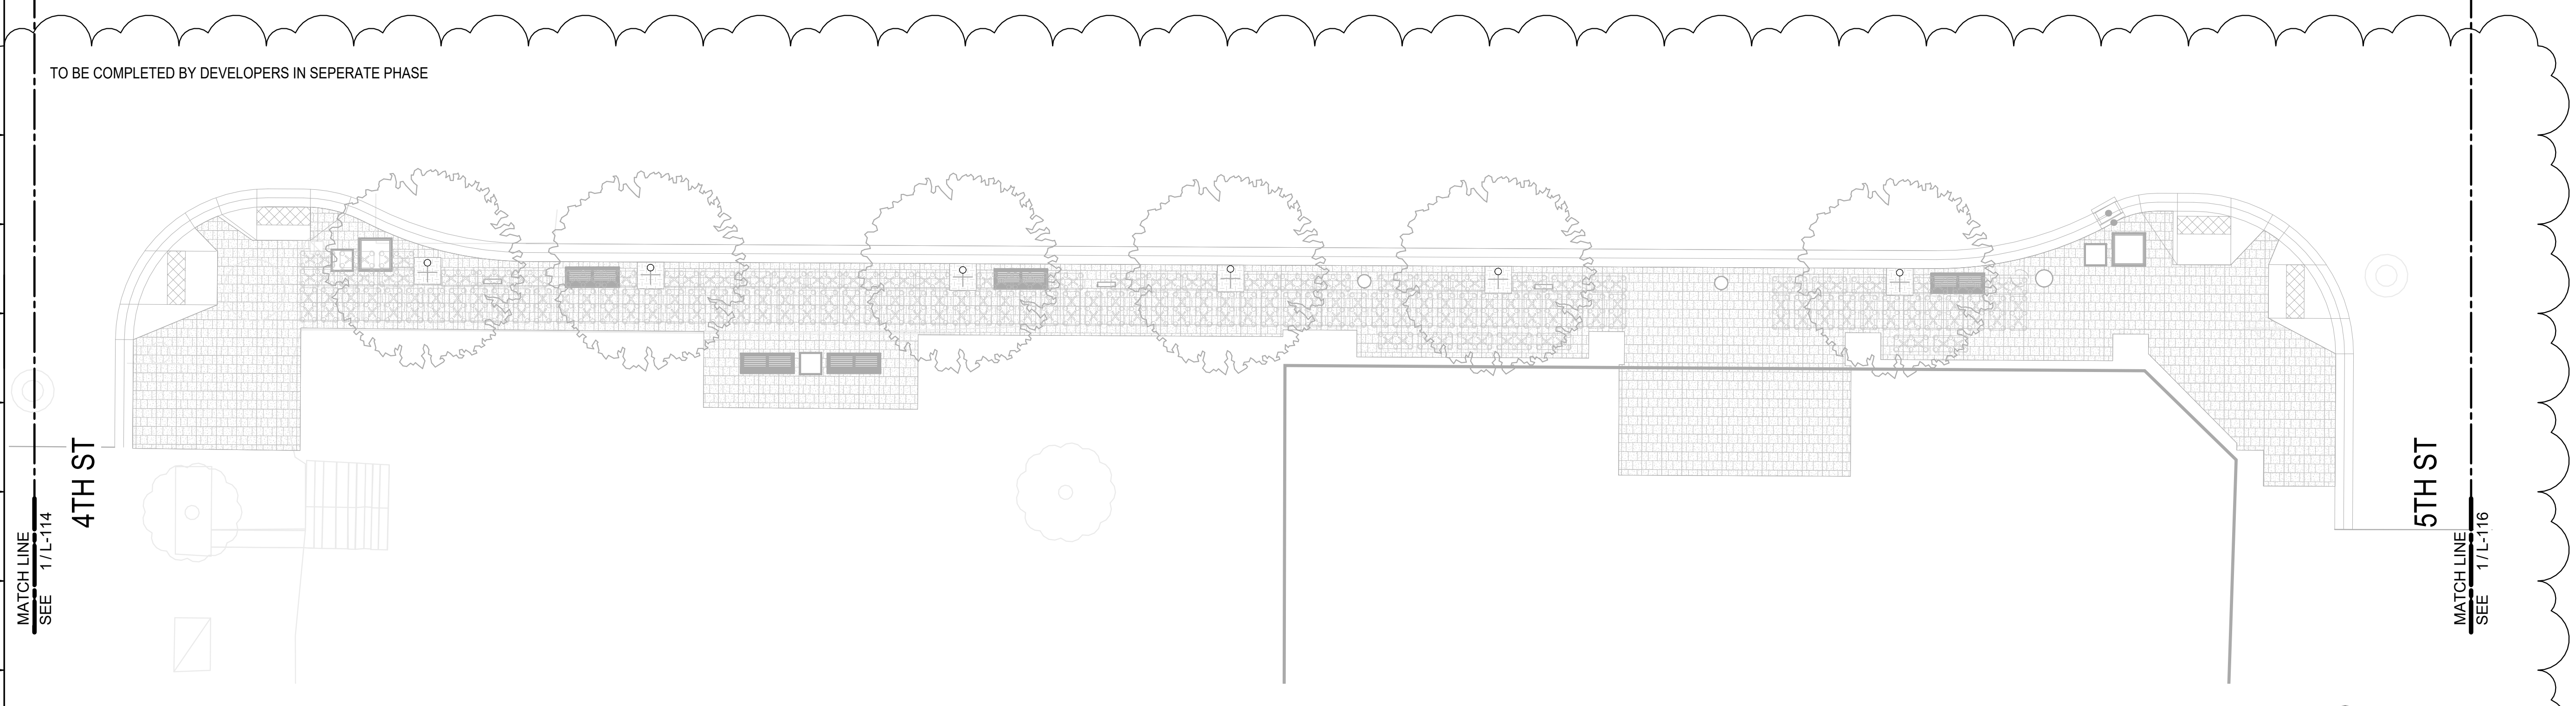 TO BE COMPLETED BY DEVELOPERS IN SEPERATE PHASE
4TH ST
MATCH LINE
SEE 1 / L-114
5TH ST
MATCH LINE
SEE 1 / L-116